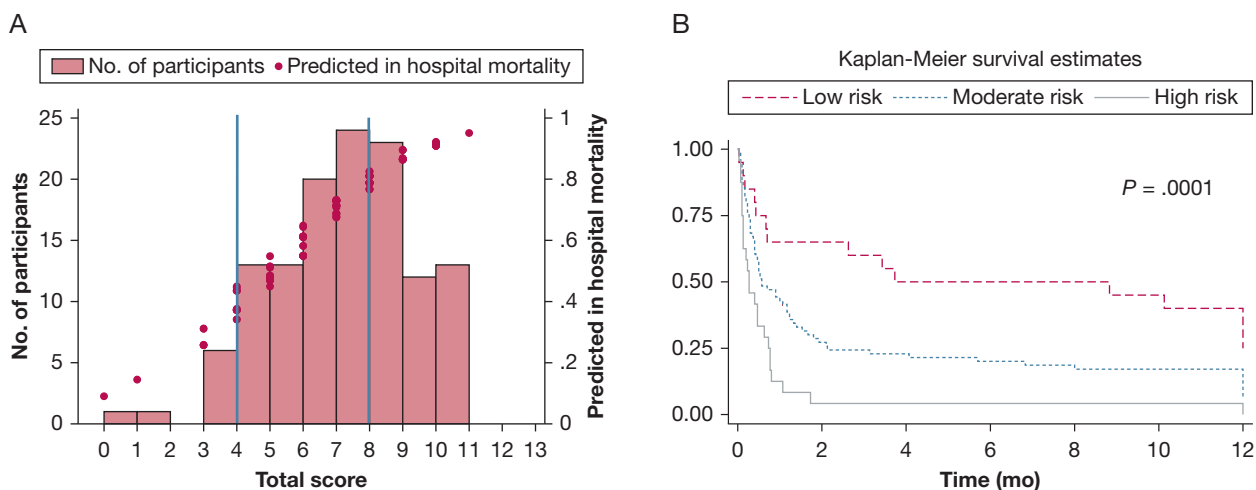 A
No. of participants Predicted in hospital mortality
25
20
15
10
5
0
No. of participants
1
.8
.6
.4
.2
0
Predicted in hospital mortality
0 1 2 3 4 5 6 7 8 9 10 11 12 13
Total score
B
Kaplan-Meier survival estimates
Low risk Moderate risk High risk
1.00
0.75
0.50
0.25
0.00
P = .0001
0 2 4 6 8 10 12
Time (mo)